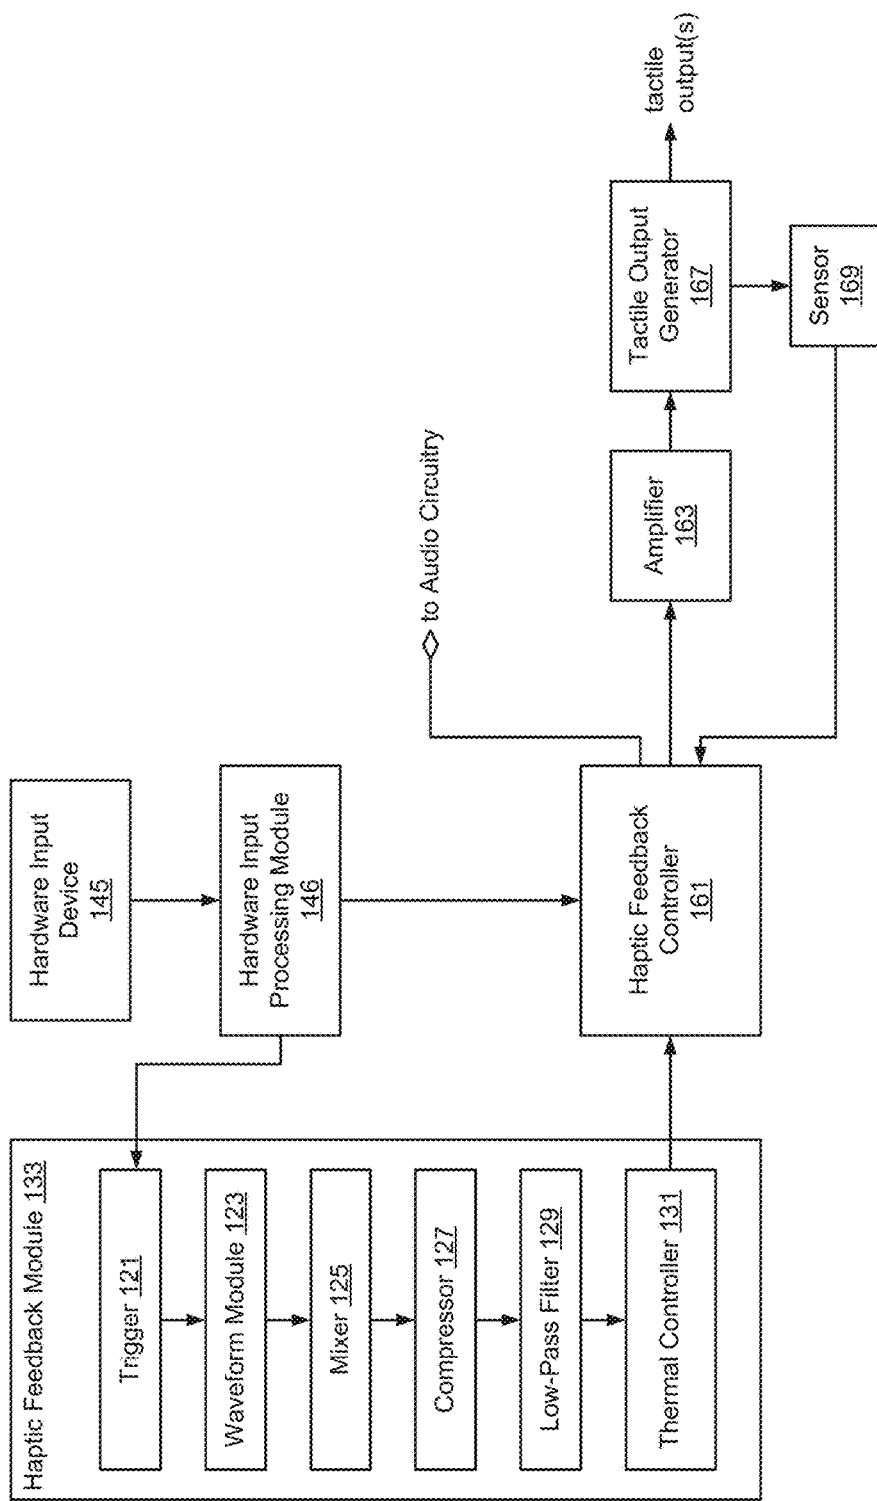 Haptic Feedback Module 133
Trigger 121
Waveform Module 123
Mixer 125
Compressor 127
Low-Pass Filter 129
Thermal Controller 131
Hardware Input
Device
145
Hardware Input
Processing Module
146
Haptic Feedback
Controller
161
to Audio Circuitry
Amplifier
163
Tactile Output
Generator
167
Sensor
169
tactile
output(s)